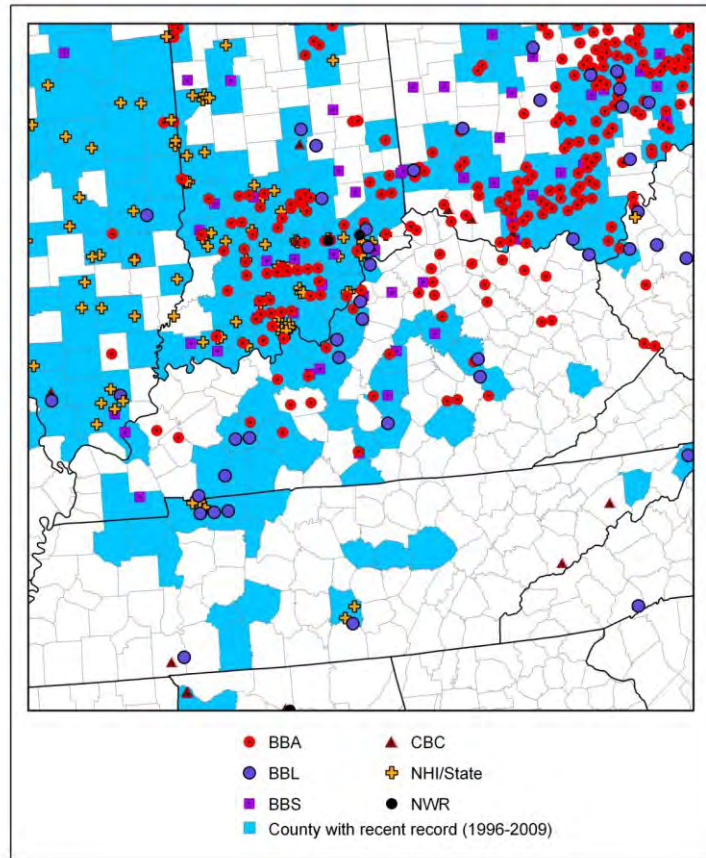 BBA CBC
BBL NHI/State
BBS NWR
County with recent record (1996-2009)